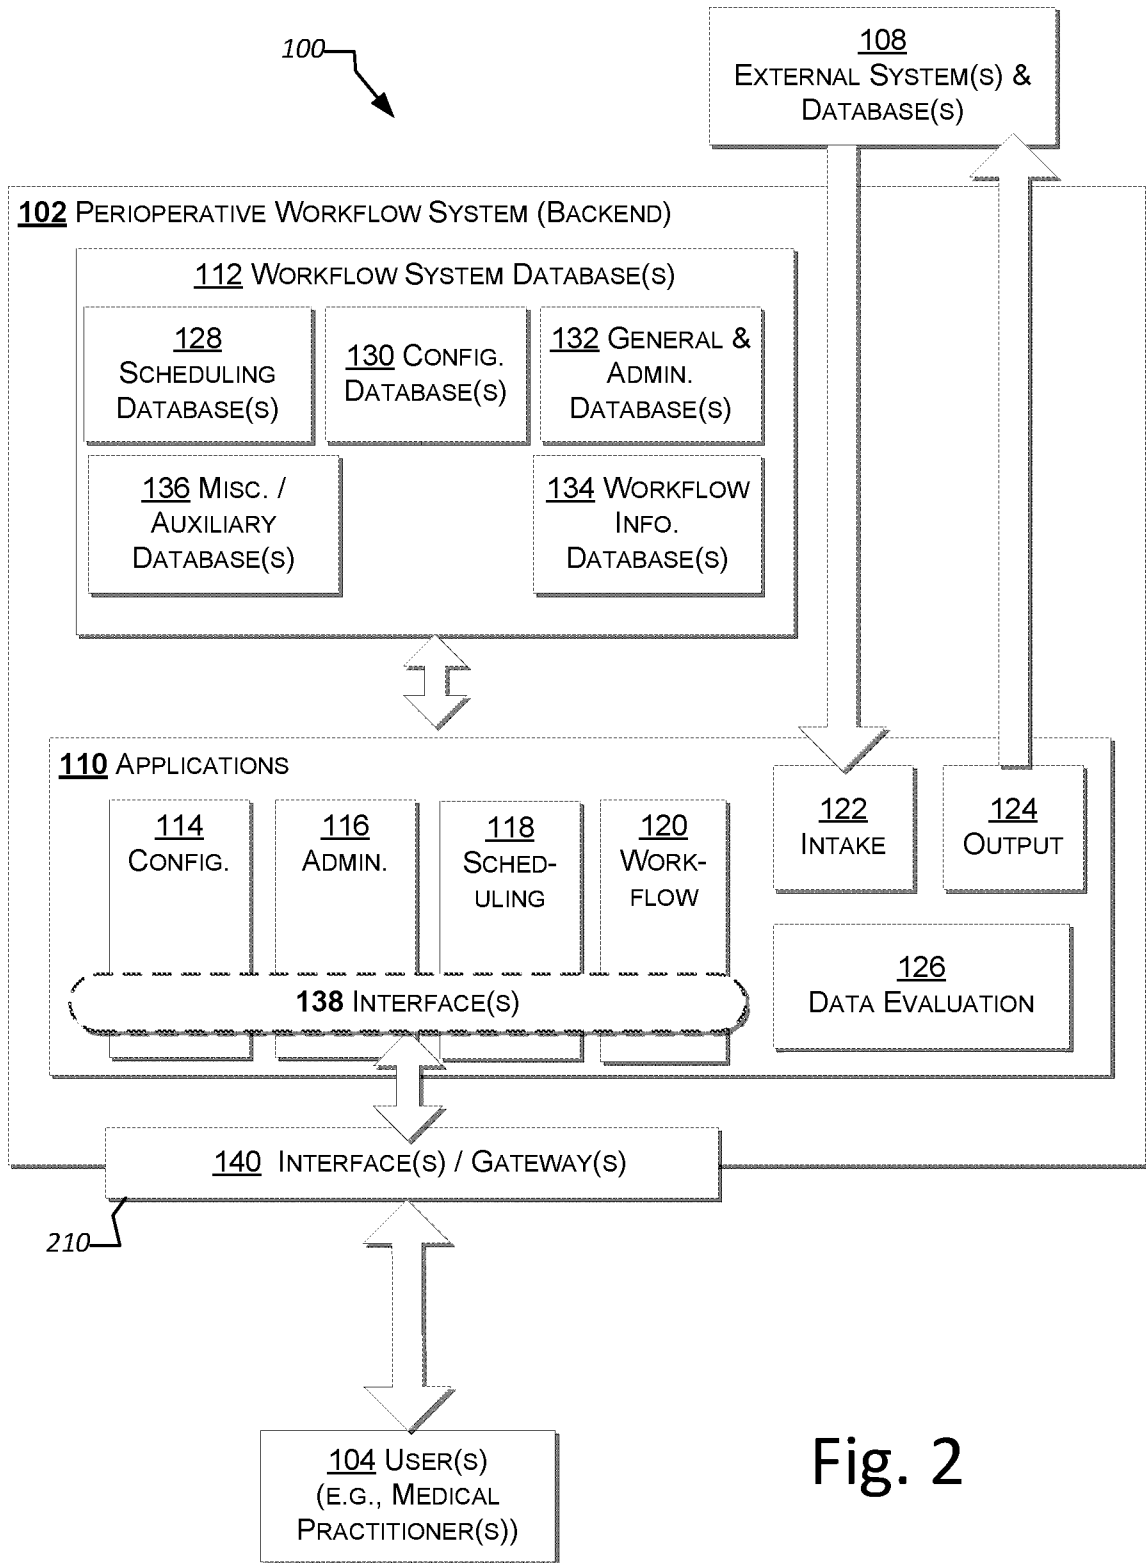 100
108
EXTERNAL SYSTEM(S) &
DATABASE(S)
102 PERIOPERATIVE WORKFLOW SYSTEM (BACKEND)
112 WORKFLOW SYSTEM DATABASE(S)
128
SCHEDULING
DATABASE(S)
130 CONFIG.
DATABASE(S)
132 GENERAL &
ADMIN.
DATABASE(S)
136 MISC. /
AUXILIARY
DATABASE(S)
134 WORKFLOW
INFO.
DATABASE(S)
110 APPLICATIONS
114
CONFIG.
116
ADMIN.
118
SCHED-
ULING
120
WORK-
FLOW
122
INTAKE
124
OUTPUT
126
DATA EVALUATION
138 INTERFACE(S)
140 INTERFACE(S) / GATEWAY(S)
210
104 USER(S)
(E.G., MEDICAL
PRACTITIONER(S))
Fig. 2